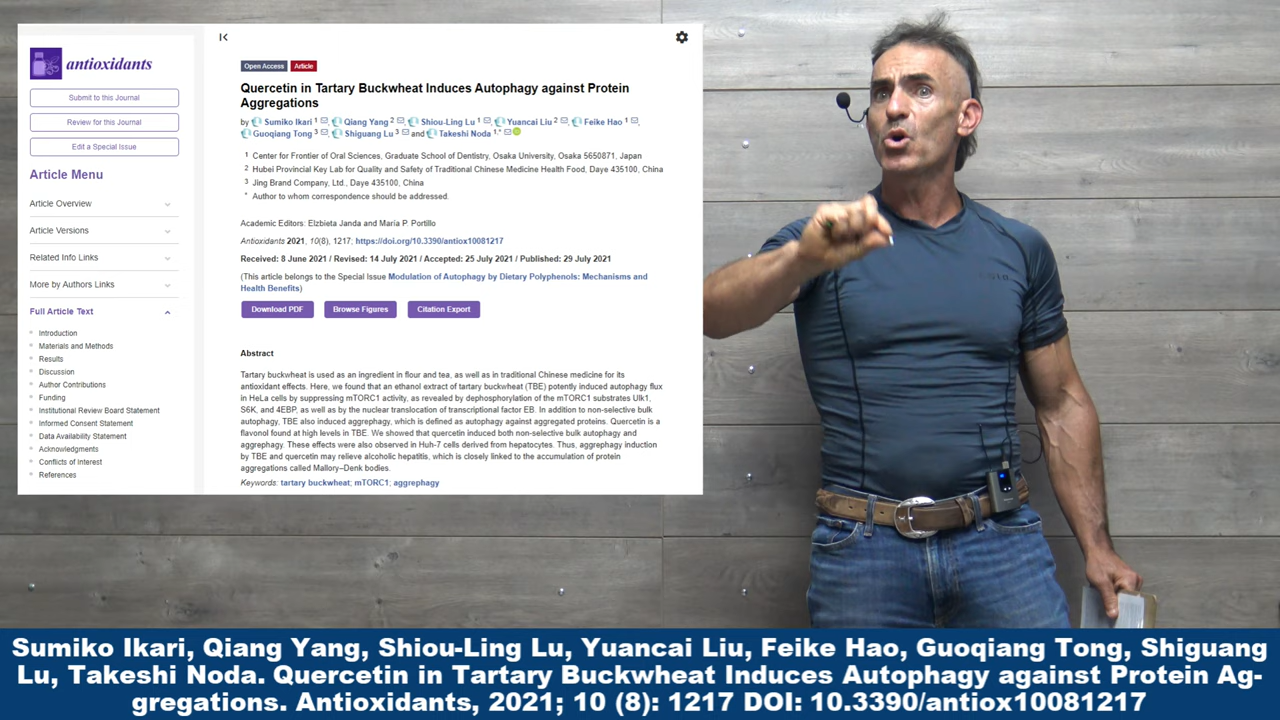 antioxidants
Submit to this Journal
Review for this Journal
Edit a Special Issue
Article Menu
Article Overview
Article Versions
Related Info Links
More by Authors Links
Full Article Text
Introduction
Materials and Methods
Results
Discussion
Author Contributions
Funding
Institutional Review Board Statement
Informed Consent Statement
Data Availability Statement
Acknowledgments
Conflicts of Interest
References
Open Access Article
Quercetin in Tartary Buckwheat Induces Autophagy against Protein
Aggregations
by Sumiko Ikari 1, Qiang Yang 2, Shiou-Ling Lu 1, Yuancai Liu 2, Feike Hao 1,
Guoqiang Tong 3, Shiguang Lu 3 and Takeshi Noda 1,*
1 Center for Frontier of Oral Sciences, Graduate School of Dentistry, Osaka University, Osaka 5650871, Japan
2 Hubei Provincial Key Lab for Quality and Safety of Traditional Chinese Medicine Health Food, Daye 435100, China
3 Jing Brand Company, Ltd., Daye 435100, China
* Author to whom correspondence should be addressed.
Academic Editors: Elzbieta Janda and María P. Portillo
Antioxidants 2021, 10(8), 1217; https://doi.org/10.3390/antiox10081217
Received: 8 June 2021 / Revised: 14 July 2021 / Accepted: 25 July 2021 / Published: 29 July 2021
(This article belongs to the Special Issue Modulation of Autophagy by Dietary Polyphenols: Mechanisms and
Health Benefits)
Download PDF Browse Figures Citation Export
Abstract
Tartary buckwheat is used as an ingredient in flour and tea, as well as in traditional Chinese medicine for its
antioxidant effects. Here, we found that an ethanol extract of tartary buckwheat (TBE) potently induced autophagy flux
in HeLa cells by suppressing mTORC1 activity, as revealed by dephosphorylation of the mTORC1 substrates Ulk1,
S6K, and 4EBP, as well as by the nuclear translocation of transcriptional factor EB. In addition to non-selective bulk
autophagy, TBE also induced aggrephagy, which is defined as autophagy against aggregated proteins. Quercetin is a
flavonol found at high levels in TBE. We showed that quercetin induced both non-selective bulk autophagy and
aggrephagy. These effects were also observed in Huh-7 cells derived from hepatocytes. Thus, aggrephagy induction
by TBE and quercetin may relieve alcoholic hepatitis, which is closely linked to the accumulation of protein
aggregations called Mallory–Denk bodies.
Keywords: tartary buckwheat; mTORC1; aggrephagy
Sumiko Ikari, Qiang Yang, Shiou-Ling Lu, Yuancai Liu, Feike Hao, Guoqiang Tong, Shiguang
Lu, Takeshi Noda. Quercetin in Tartary Buckwheat Induces Autophagy against Protein Ag-
gregations. Antioxidants, 2021; 10 (8): 1217 DOI: 10.3390/antiox10081217